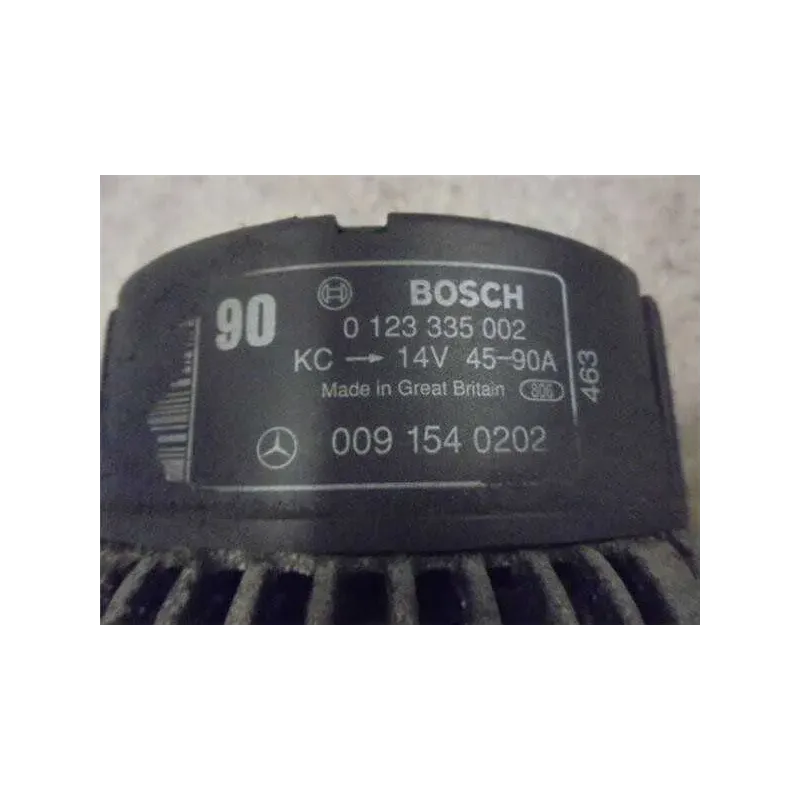 90
BOSCH
0 123 335 002
KC → 14V 45-90A
Made in Great Britain 806
009 154 0202
463